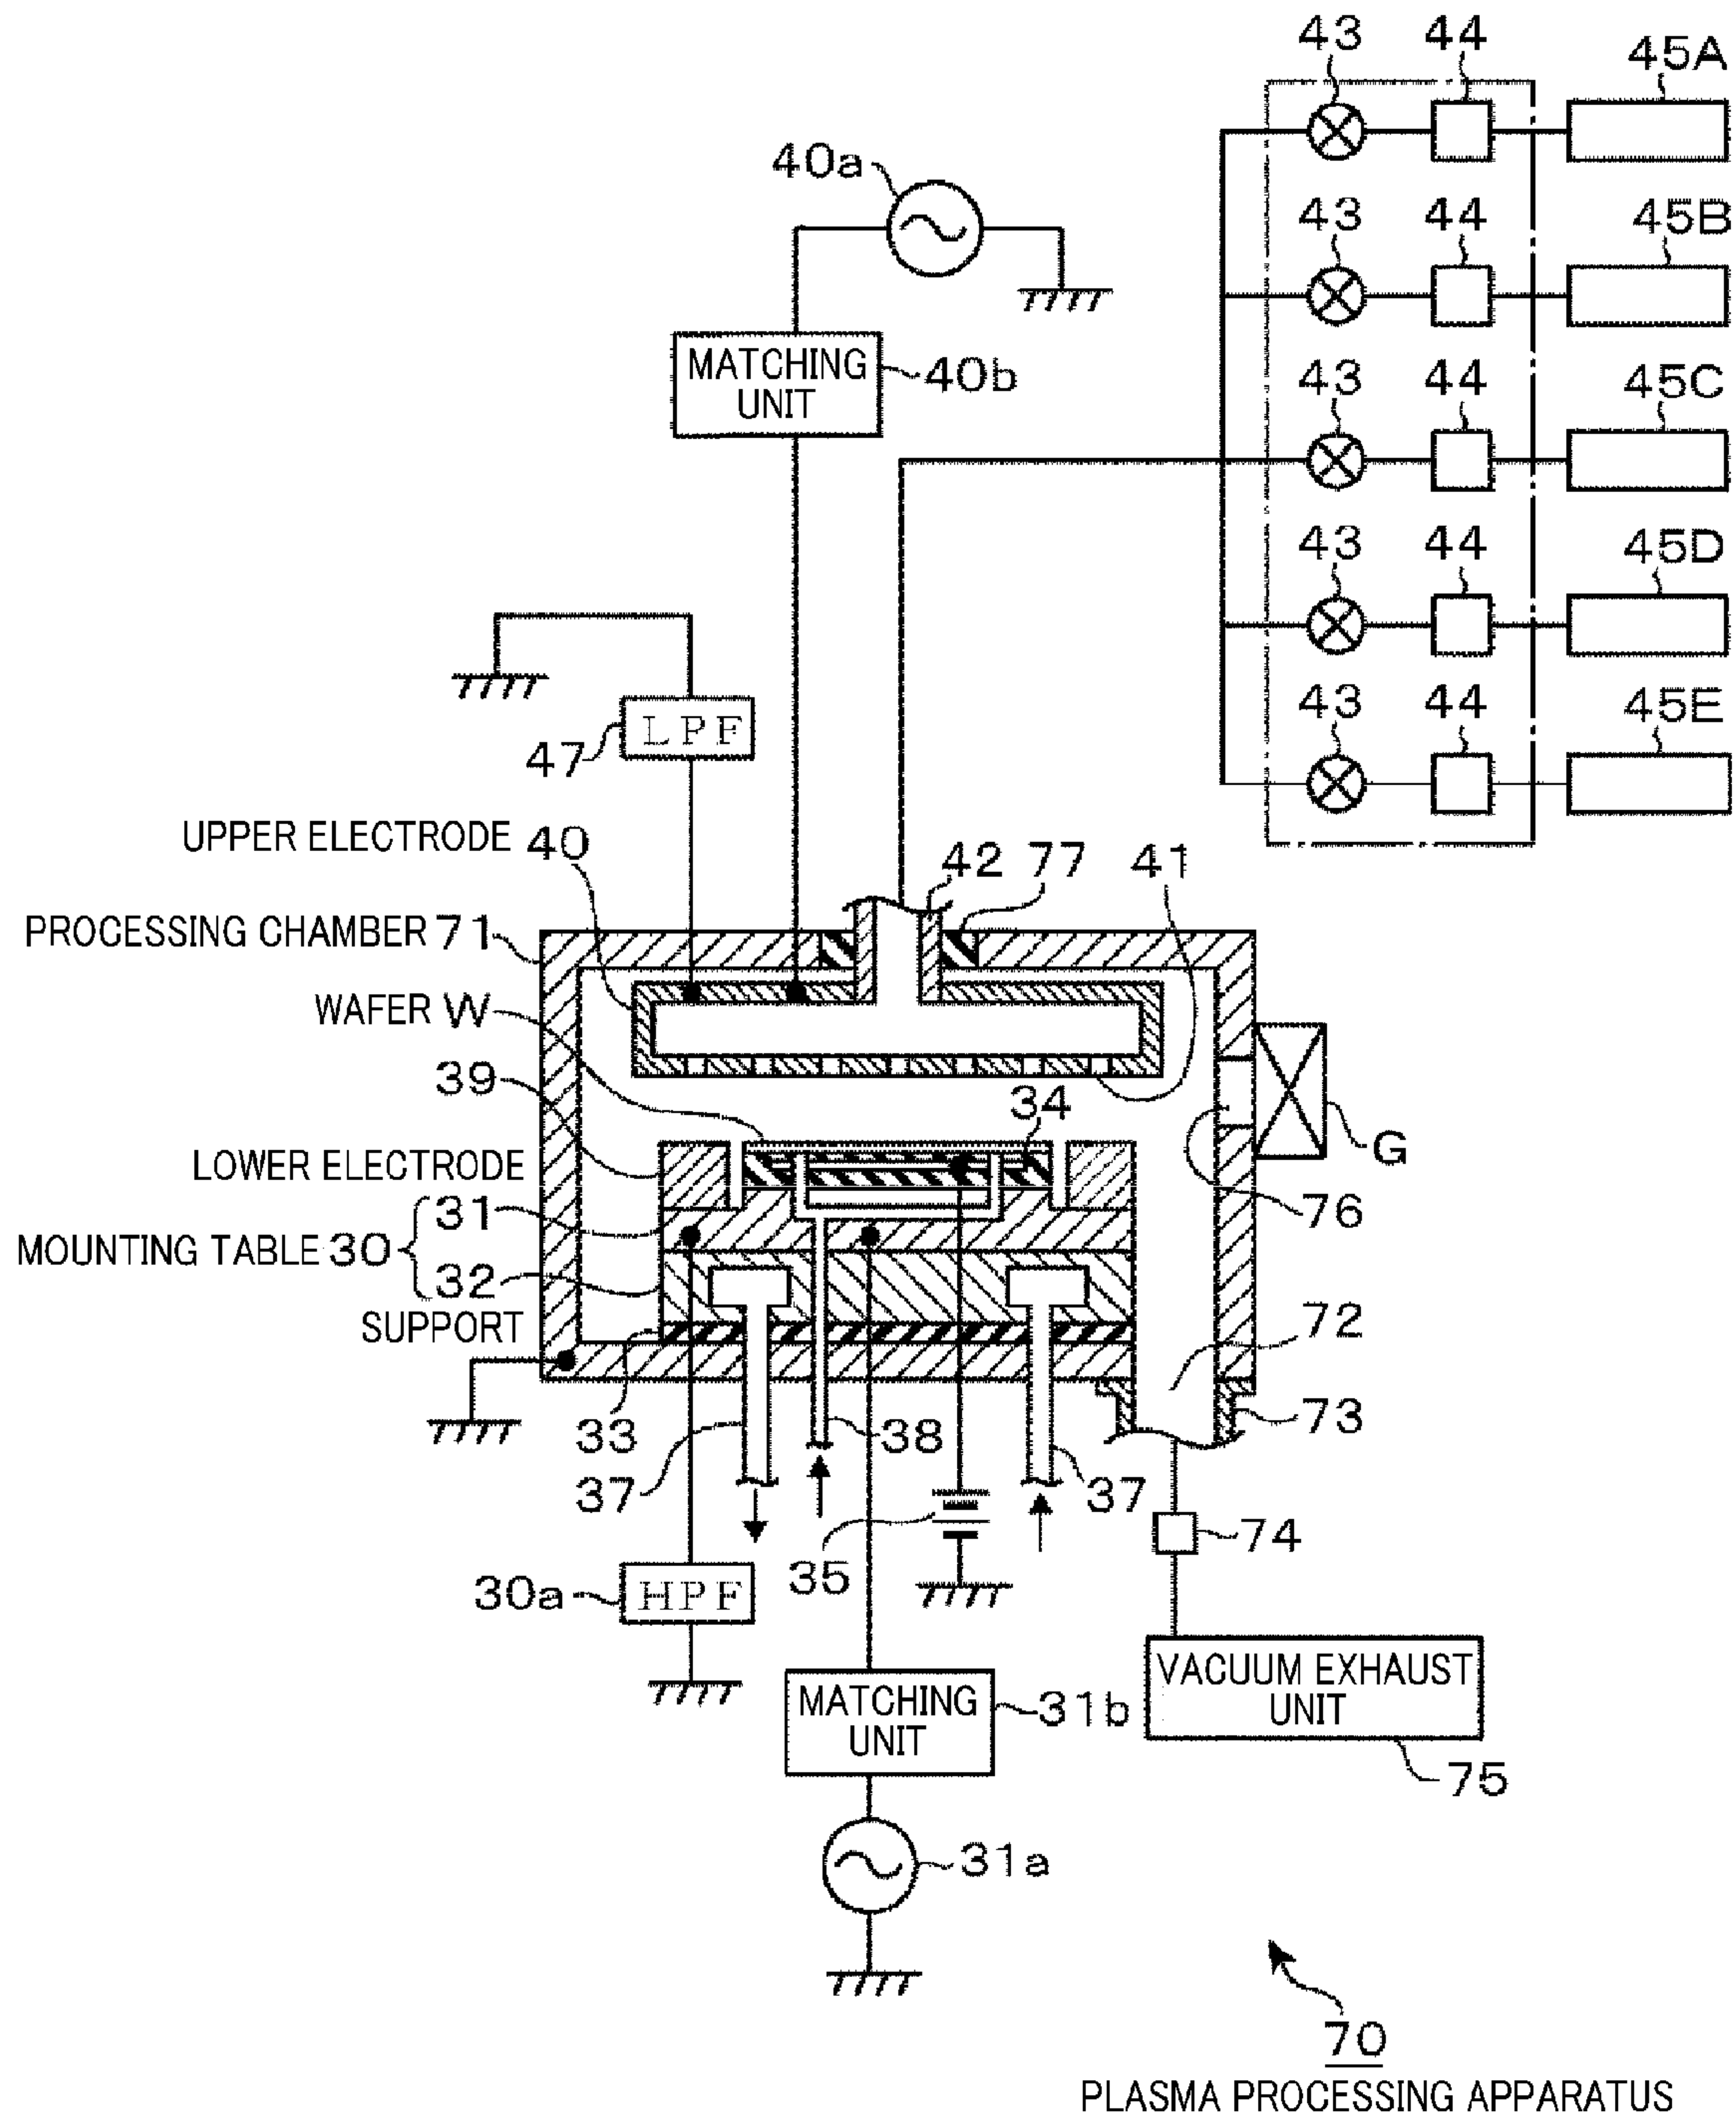 43 44 45A
40a
43 44 45B
MATCHING
UNIT
40b
43 44 45C
43 44 45D
LPF
47
43 44 45E
UPPER ELECTRODE 40
42 77 41
PROCESSING CHAMBER 71
WAFER W
39
34
G
LOWER ELECTRODE
31
76
MOUNTING TABLE 30
32
SUPPORT
72
33
38
73
37
37
35
74
30a
HPF
MATCHING
UNIT
31b
VACUUM EXHAUST
UNIT
75
31a
70
PLASMA PROCESSING APPARATUS